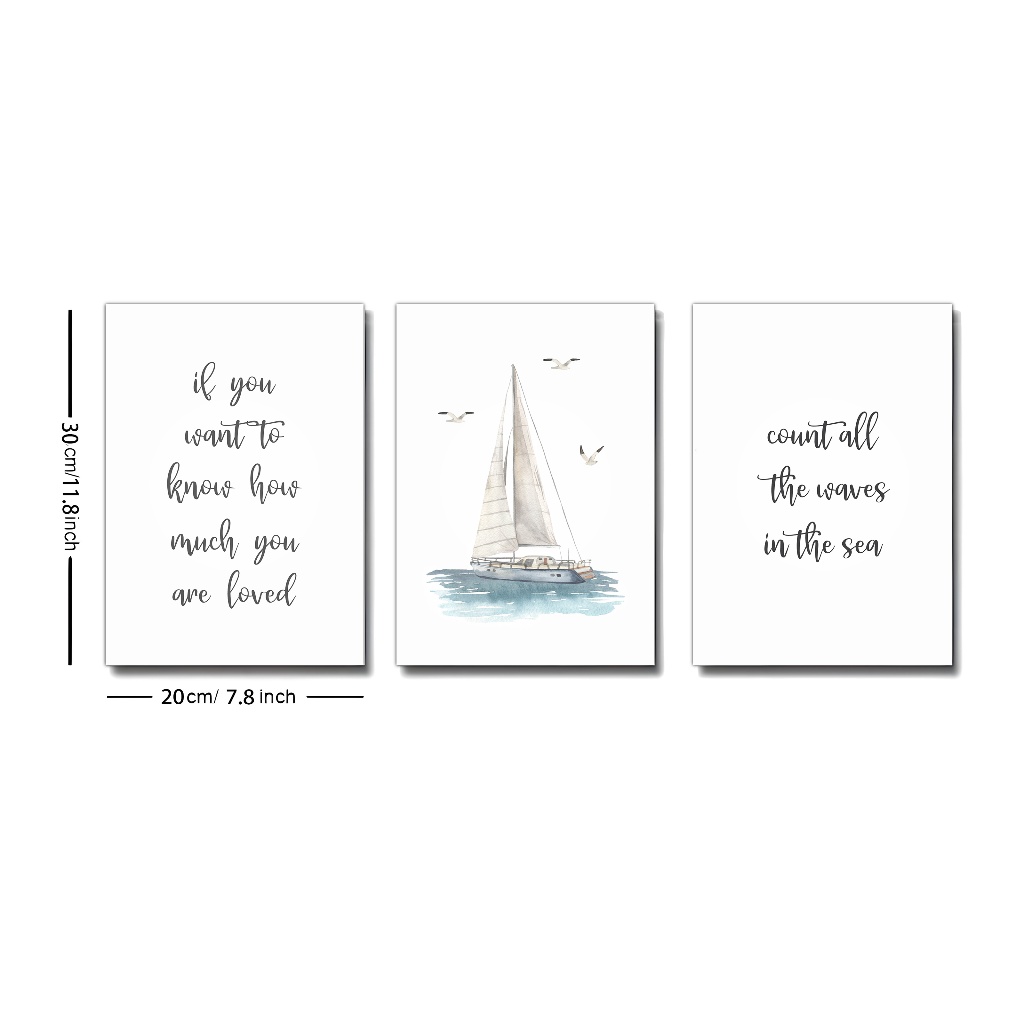 if you
want to
know how
much you
are loved
count all
the waves
in the sea
30cm/11.8inch
20cm/ 7.8 inch